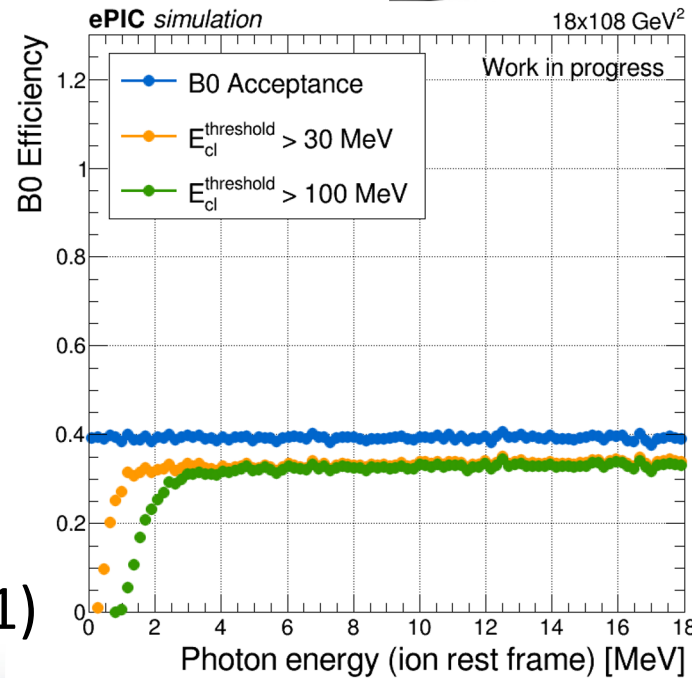 ePIC simulation 18x108 GeV²
Work in progress
B0 Acceptance
E_cl^threshold > 30 MeV
E_cl^threshold > 100 MeV
B0 Efficiency
1.2
1
0.8
0.6
0.4
0.2
0
0 2 4 6 8 10 12 14 16 18
Photon energy (ion rest frame) [MeV]
1)